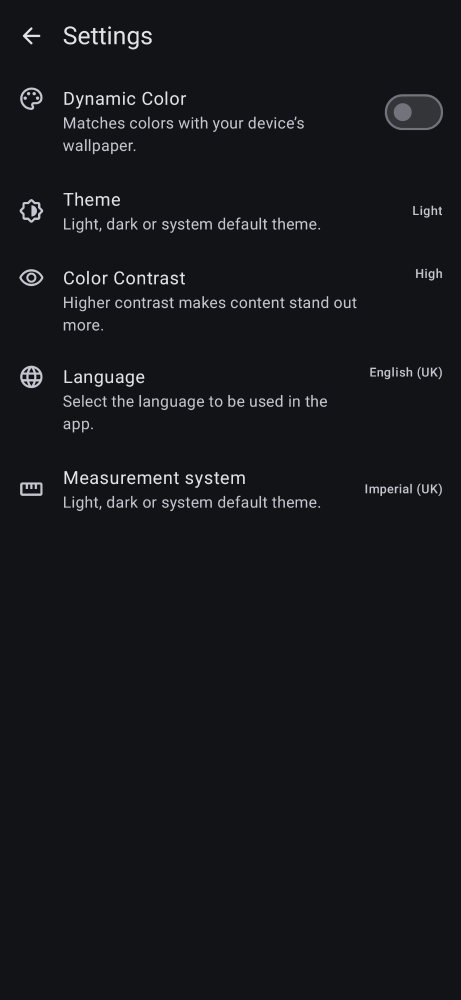 Settings
Dynamic Color
Matches colors with your device’s
wallpaper.
Theme
Light, dark or system default theme.
Light
Color Contrast
High
Higher contrast makes content stand out
more.
Language
English (UK)
Select the language to be used in the
app.
Measurement system
Light, dark or system default theme.
Imperial (UK)